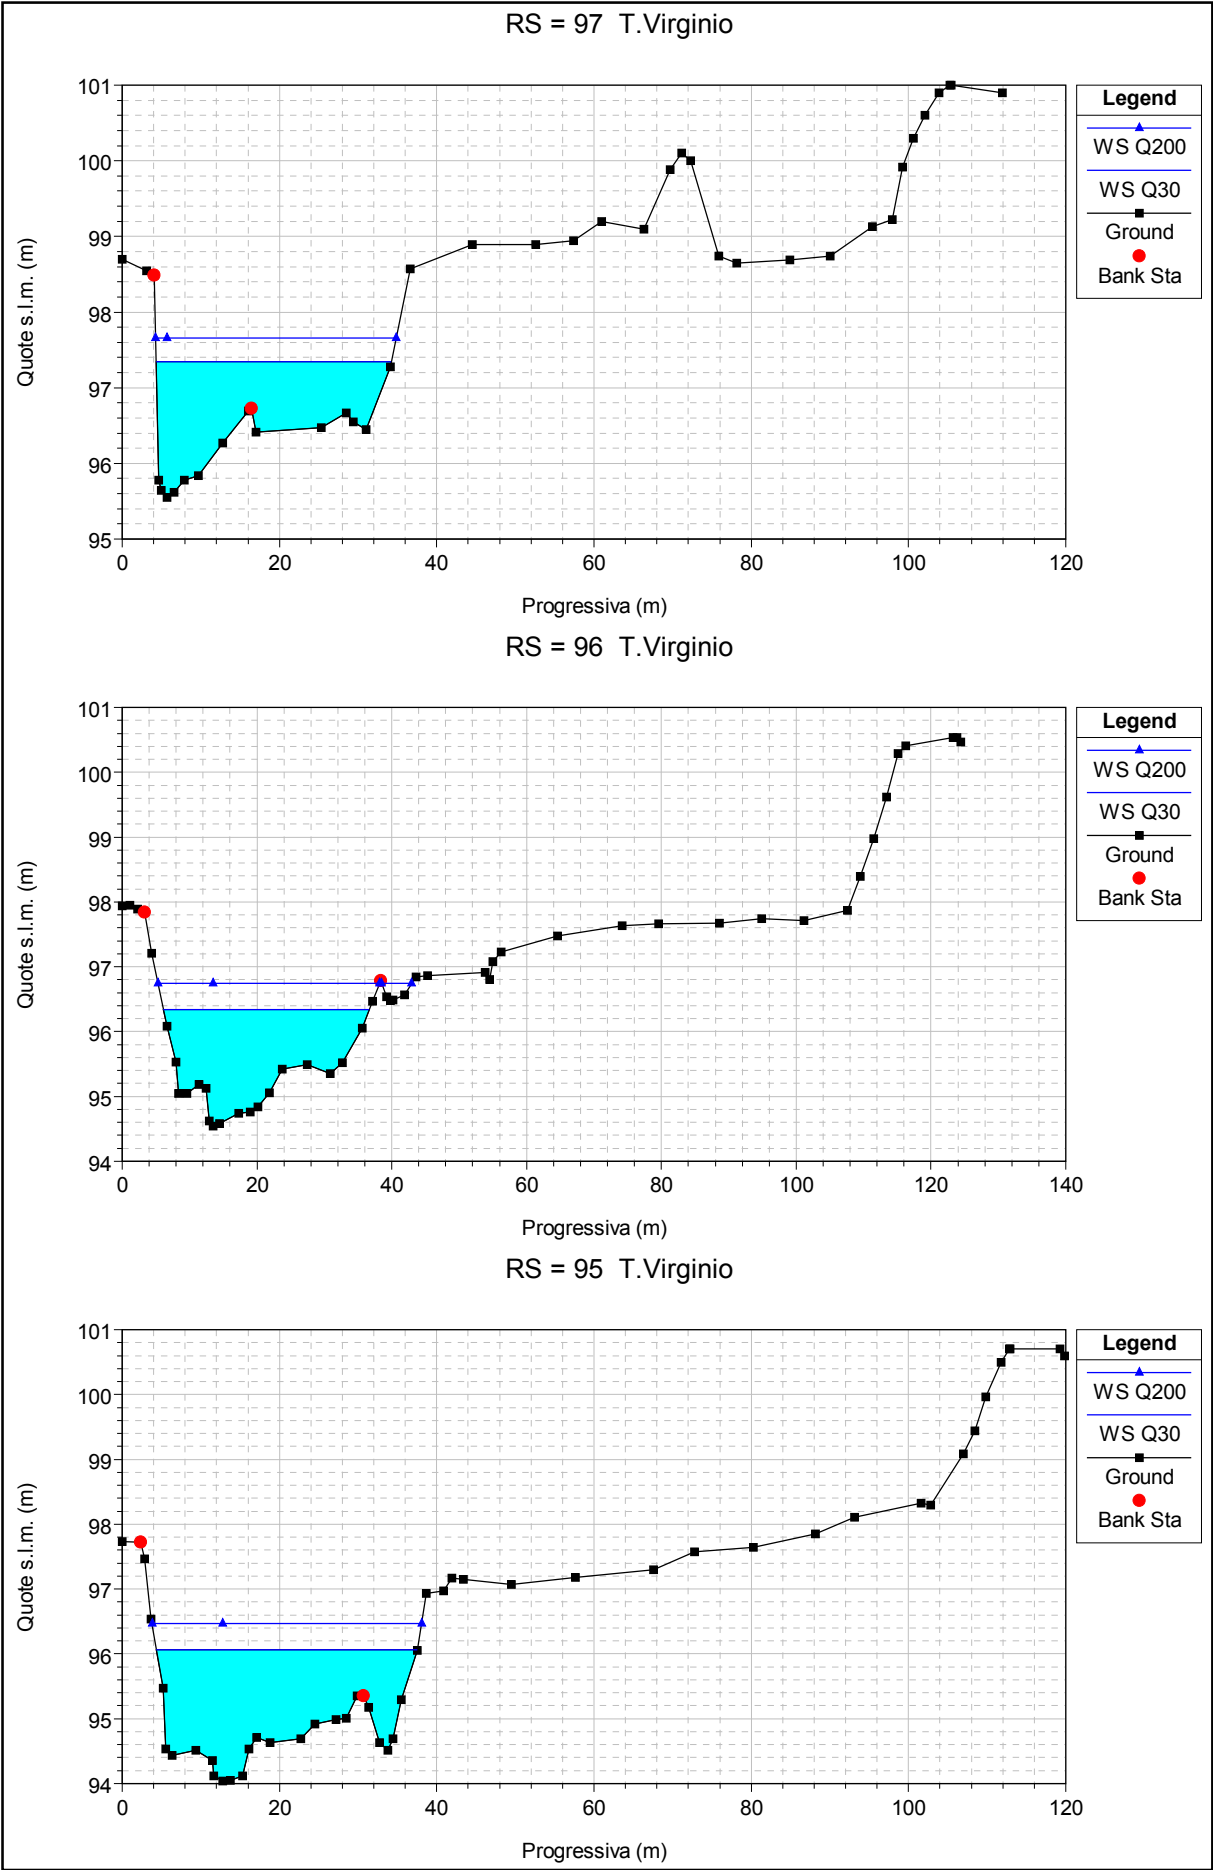 RS = 97 T.Virginio
101
100
99
98
97
96
95
0 20 40 60 80 100 120
Quote s.l.m. (m)
Progressiva (m)
Legend
WS Q200
WS Q30
Ground
Bank Sta
RS = 96 T.Virginio
101
100
99
98
97
96
95
94
0 20 40 60 80 100 120 140
Quote s.l.m. (m)
Progressiva (m)
Legend
WS Q200
WS Q30
Ground
Bank Sta
RS = 95 T.Virginio
101
100
99
98
97
96
95
94
0 20 40 60 80 100 120
Quote s.l.m. (m)
Progressiva (m)
Legend
WS Q200
WS Q30
Ground
Bank Sta